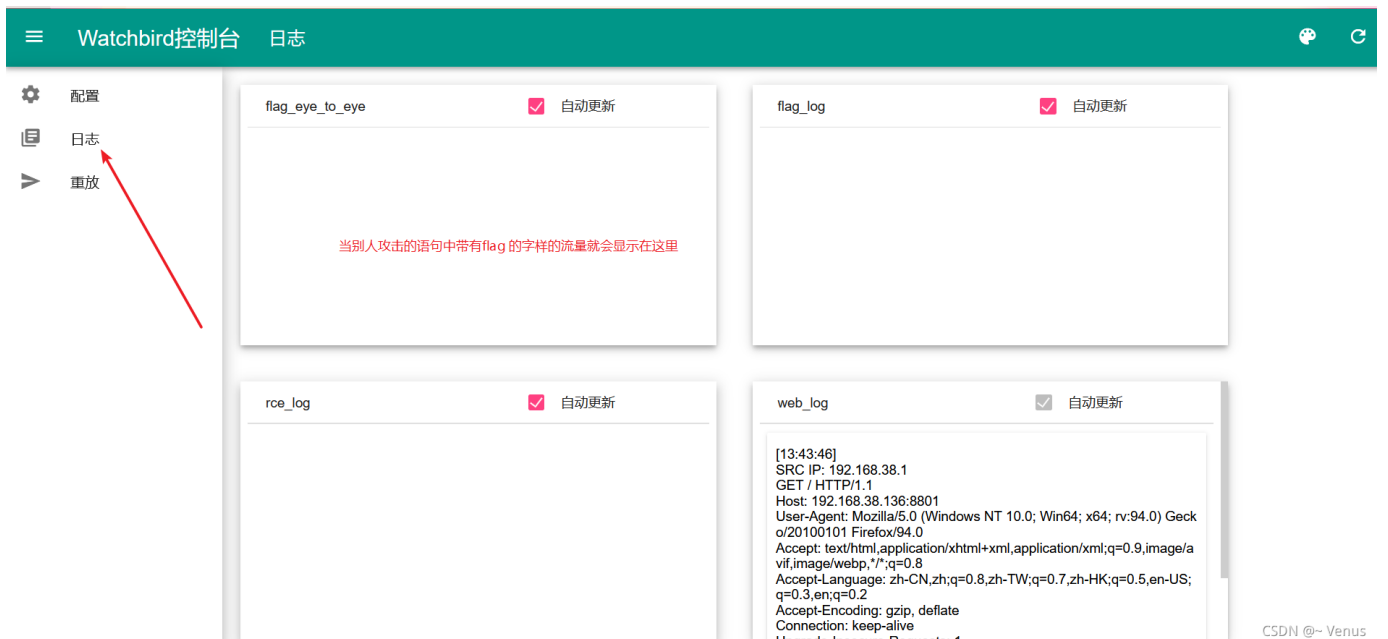 Watchbird控制台 日志
配置
日志
重放
flag_eye_to_eye 自动更新
当别人攻击的语句中带有flag 的字样的流量就会显示在这里
flag_log 自动更新
rce_log 自动更新
web_log 自动更新
[13:43:46]
SRC IP: 192.168.38.1
GET / HTTP/1.1
Host: 192.168.38.136:8801
User-Agent: Mozilla/5.0 (Windows NT 10.0; Win64; x64; rv:94.0) Geck
o/20100101 Firefox/94.0
Accept: text/html,application/xhtml+xml,application/xml;q=0.9,image/a
vif,image/webp,*/*;q=0.8
Accept-Language: zh-CN,zh;q=0.8,zh-TW;q=0.7,zh-HK;q=0.5,en-US;
q=0.3,en;q=0.2
Accept-Encoding: gzip, deflate
Connection: keep-alive
CSDN @~ Venus